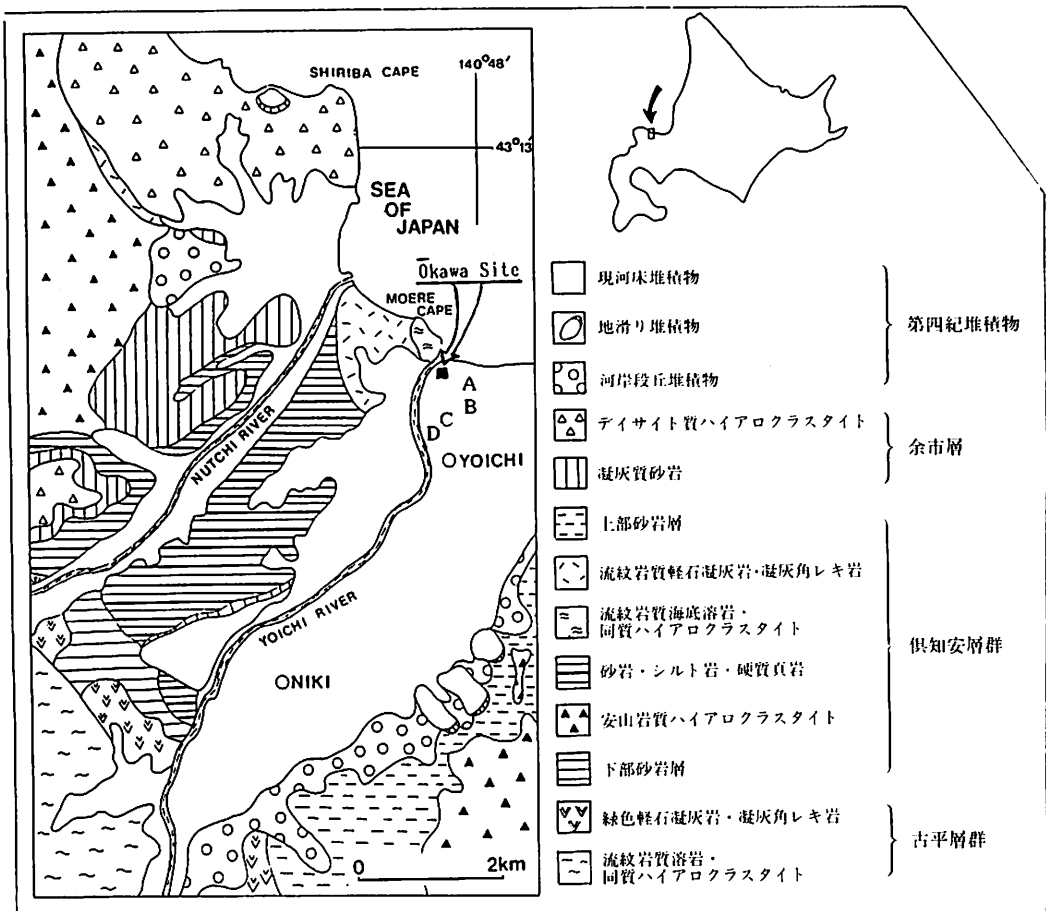 SHIRIBA CAPE
140°48′
43°13′
SEA
OF
JAPAN
Okawa Site
MOERE
CAPE
A
B
C
D
YOICHI
NUTCHI RIVER
YOICHI RIVER
NIKI
0 2km
現河床堆積物
地滑り堆積物
河岸段丘堆積物
第四紀堆積物
デイサイト質ハイアロクラスタイト
凝灰質砂岩
余市層
上部砂岩層
流紋岩質軽石凝灰岩・凝灰角レキ岩
流紋岩質海底溶岩・
同質ハイアロクラスタイト
砂岩・シルト岩・硬質頁岩
安山岩質ハイアロクラスタイト
下部砂岩層
倶知安層群
緑色軽石凝灰岩・凝灰角レキ岩
流紋岩質溶岩・
同質ハイアロクラスタイト
古平層群